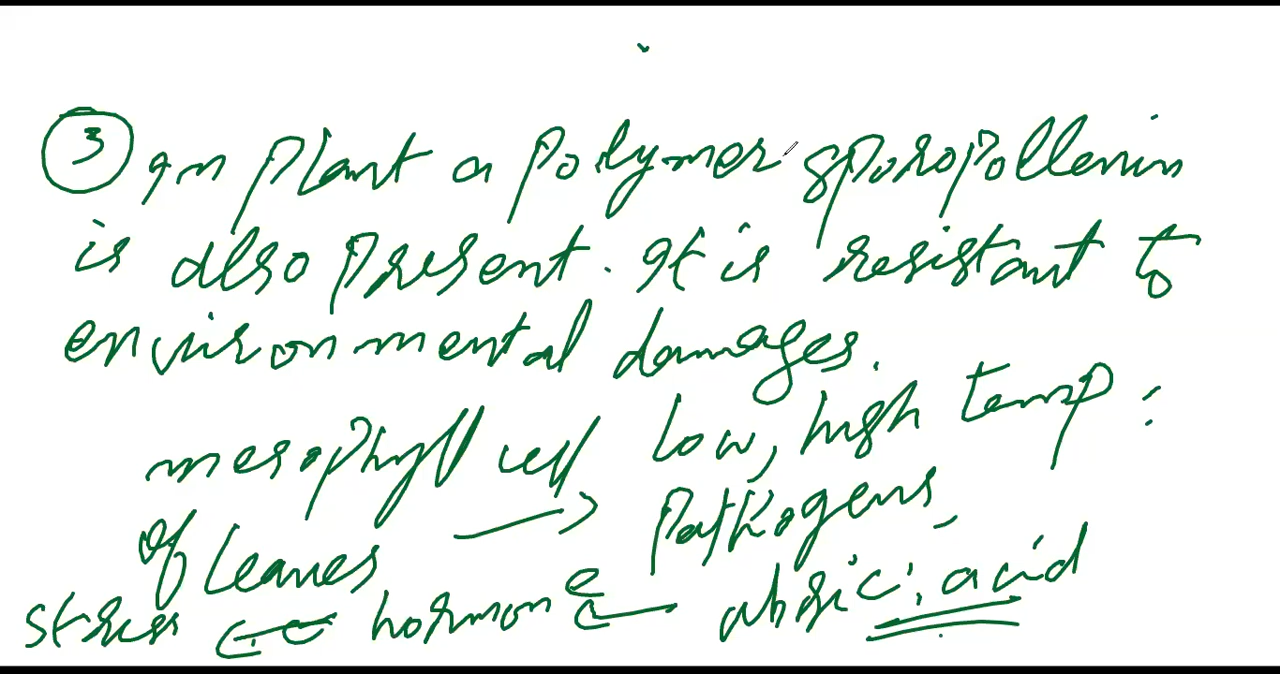 3 In Plant a Polymer sporopollenin
is also Present. It is resistant to
environmental damages.
mesophyll cell low, high temp:
of leaves → Pathogens
stress ← hormone ← absic acid